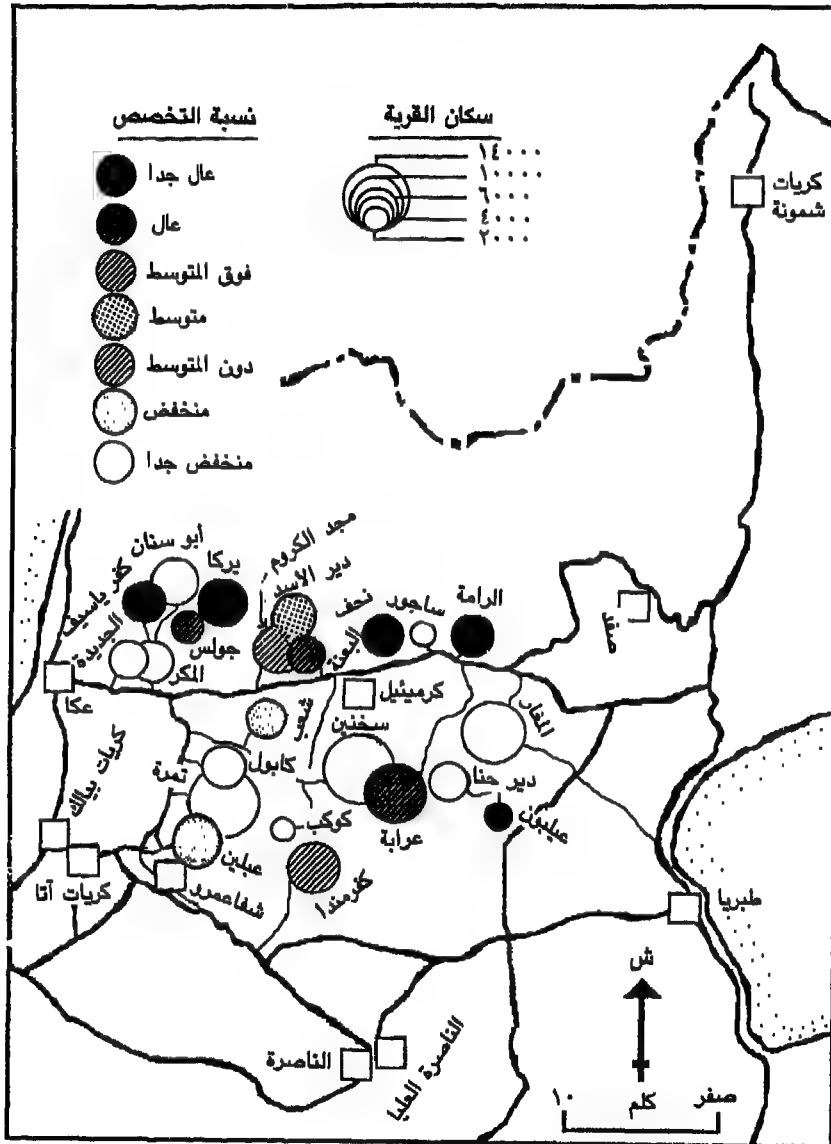 نسبة التخصص
عال جدا
عال
فوق المتوسط
متوسط
دون المتوسط
منخفض
منخفض جدا
سكان القرية
١٤٠٠٠
١٠٠٠٠
٦٠٠٠
٤٠٠٠
٢٠٠٠
كريات
شمونة
مجد الكروم
دير الأسد
أبو سنان
يركا
كفر ياسيف
الجديدة
جولس
المكر
البعنة
نحف
ساجود
الرامة
صفد
عكا
كرميئيل
شعب
سخنين
المغار
كريات بيالك
تمرة
كابول
دير حنا
عيلبون
عرابة
كوكب
عبلين
كفرمندا
شفاعمرو
كريات آتا
طبريا
الناصرة
الناصرة العليا
ش
١٠ كلم صفر